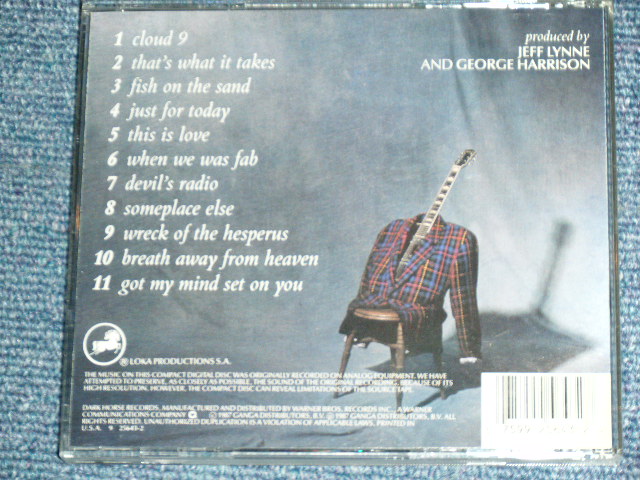 1 cloud 9
2 that's what it takes
3 fish on the sand
4 just for today
5 this is love
6 when we was fab
7 devil's radio
8 someplace else
9 wreck of the hesperus
10 breath away from heaven
11 got my mind set on you
produced by
JEFF LYNNE
AND GEORGE HARRISON
℗ LOKA PRODUCTIONS S.A.
THE MUSIC ON THIS COMPACT DIGITAL DISC WAS ORIGINALLY RECORDED ON ANALOG EQUIPMENT. WE HAVE
ATTEMPTED TO PRESERVE, AS CLOSELY AS POSSIBLE, THE SOUND OF THE ORIGINAL RECORDING. BECAUSE OF ITS
HIGH RESOLUTION, HOWEVER, THE COMPACT DISC CAN REVEAL LIMITATIONS OF THE SOURCE TAPE.
DARK HORSE RECORDS. MANUFACTURED AND DISTRIBUTED BY WARNER BROS. RECORDS INC., A WARNER
COMMUNICATIONS COMPANY © 1987 GANGA DISTRIBUTORS, B.V. ℗ 1987 GANGA DISTRIBUTORS, B.V. ALL
RIGHTS RESERVED. UNAUTHORIZED DUPLICATION IS A VIOLATION OF APPLICABLE LAWS. PRINTED IN
U.S.A. 9 25643-2